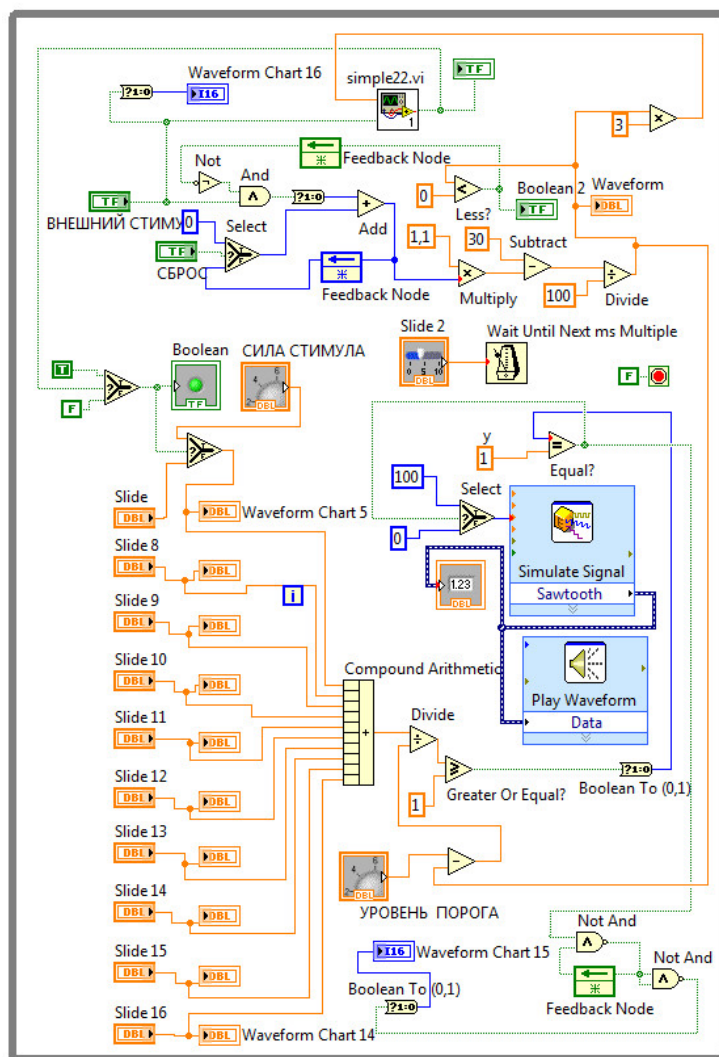 Waveform Chart 16
?1:0
I16
simple22.vi
1
TF
3
Not
And
Feedback Node
TF
ВНЕШНИЙ СТИМУ
0
Select
?1:0
Add
0
Less?
Boolean 2
TF
Waveform
DBL
TF
СБРОС
Feedback Node
1,1
Multiply
30
Subtract
100
Divide
T
F
Boolean
TF
СИЛА СТИМУЛА
DBL
Slide 2
0 5 10
DBL
Wait Until Next ms Multiple
F
y
1
Equal?
100
Select
0
Simulate Signal
Sawtooth
1.23
DBL
Play Waveform
Data
Slide
DBL
DBL
Waveform Chart 5
Slide 8
DBL
DBL
i
Slide 9
DBL
DBL
Slide 10
DBL
DBL
Slide 11
DBL
DBL
Slide 12
DBL
DBL
Slide 13
DBL
DBL
Slide 14
DBL
DBL
Slide 15
DBL
DBL
Slide 16
DBL
DBL
Waveform Chart 14
Compound Arithmetic
Divide
1
Greater Or Equal?
?1:0
Boolean To (0,1)
DBL
УРОВЕНЬ ПОРОГА
I16
Waveform Chart 15
Boolean To (0,1)
?1:0
Not And
Feedback Node
Not And